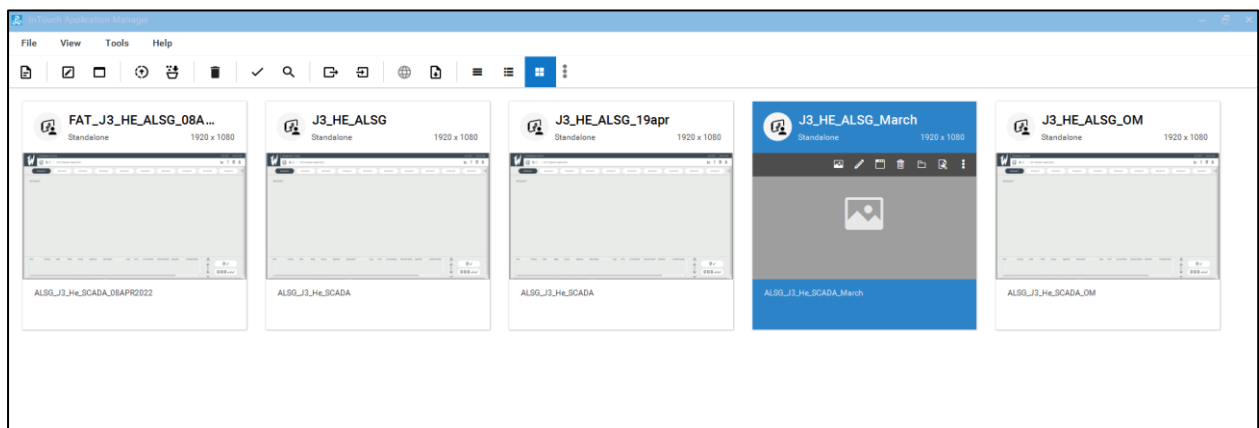 InTouch Application Manager
File View Tools Help
FAT_J3_HE_ALSG_08A...
Standalone 1920 x 1080
ALSG_J3_He_SCADA_08APR2022
J3_HE_ALSG
Standalone 1920 x 1080
ALSG_J3_He_SCADA
J3_HE_ALSG_19apr
Standalone 1920 x 1080
ALSG_J3_He_SCADA
J3_HE_ALSG_March
Standalone 1920 x 1080
ALSG_J3_He_SCADA_March
J3_HE_ALSG_OM
Standalone 1920 x 1080
ALSG_J3_He_SCADA_OM